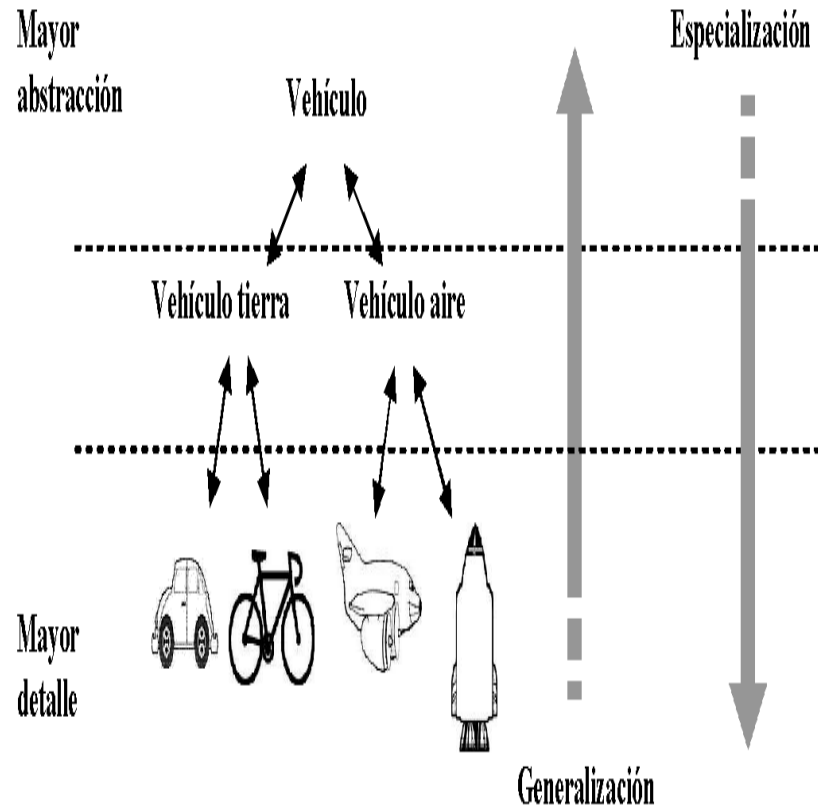 Mayor
abstracción
Especialización
Vehículo
Vehículo tierra
Vehículo aire
Mayor
detalle
Generalización